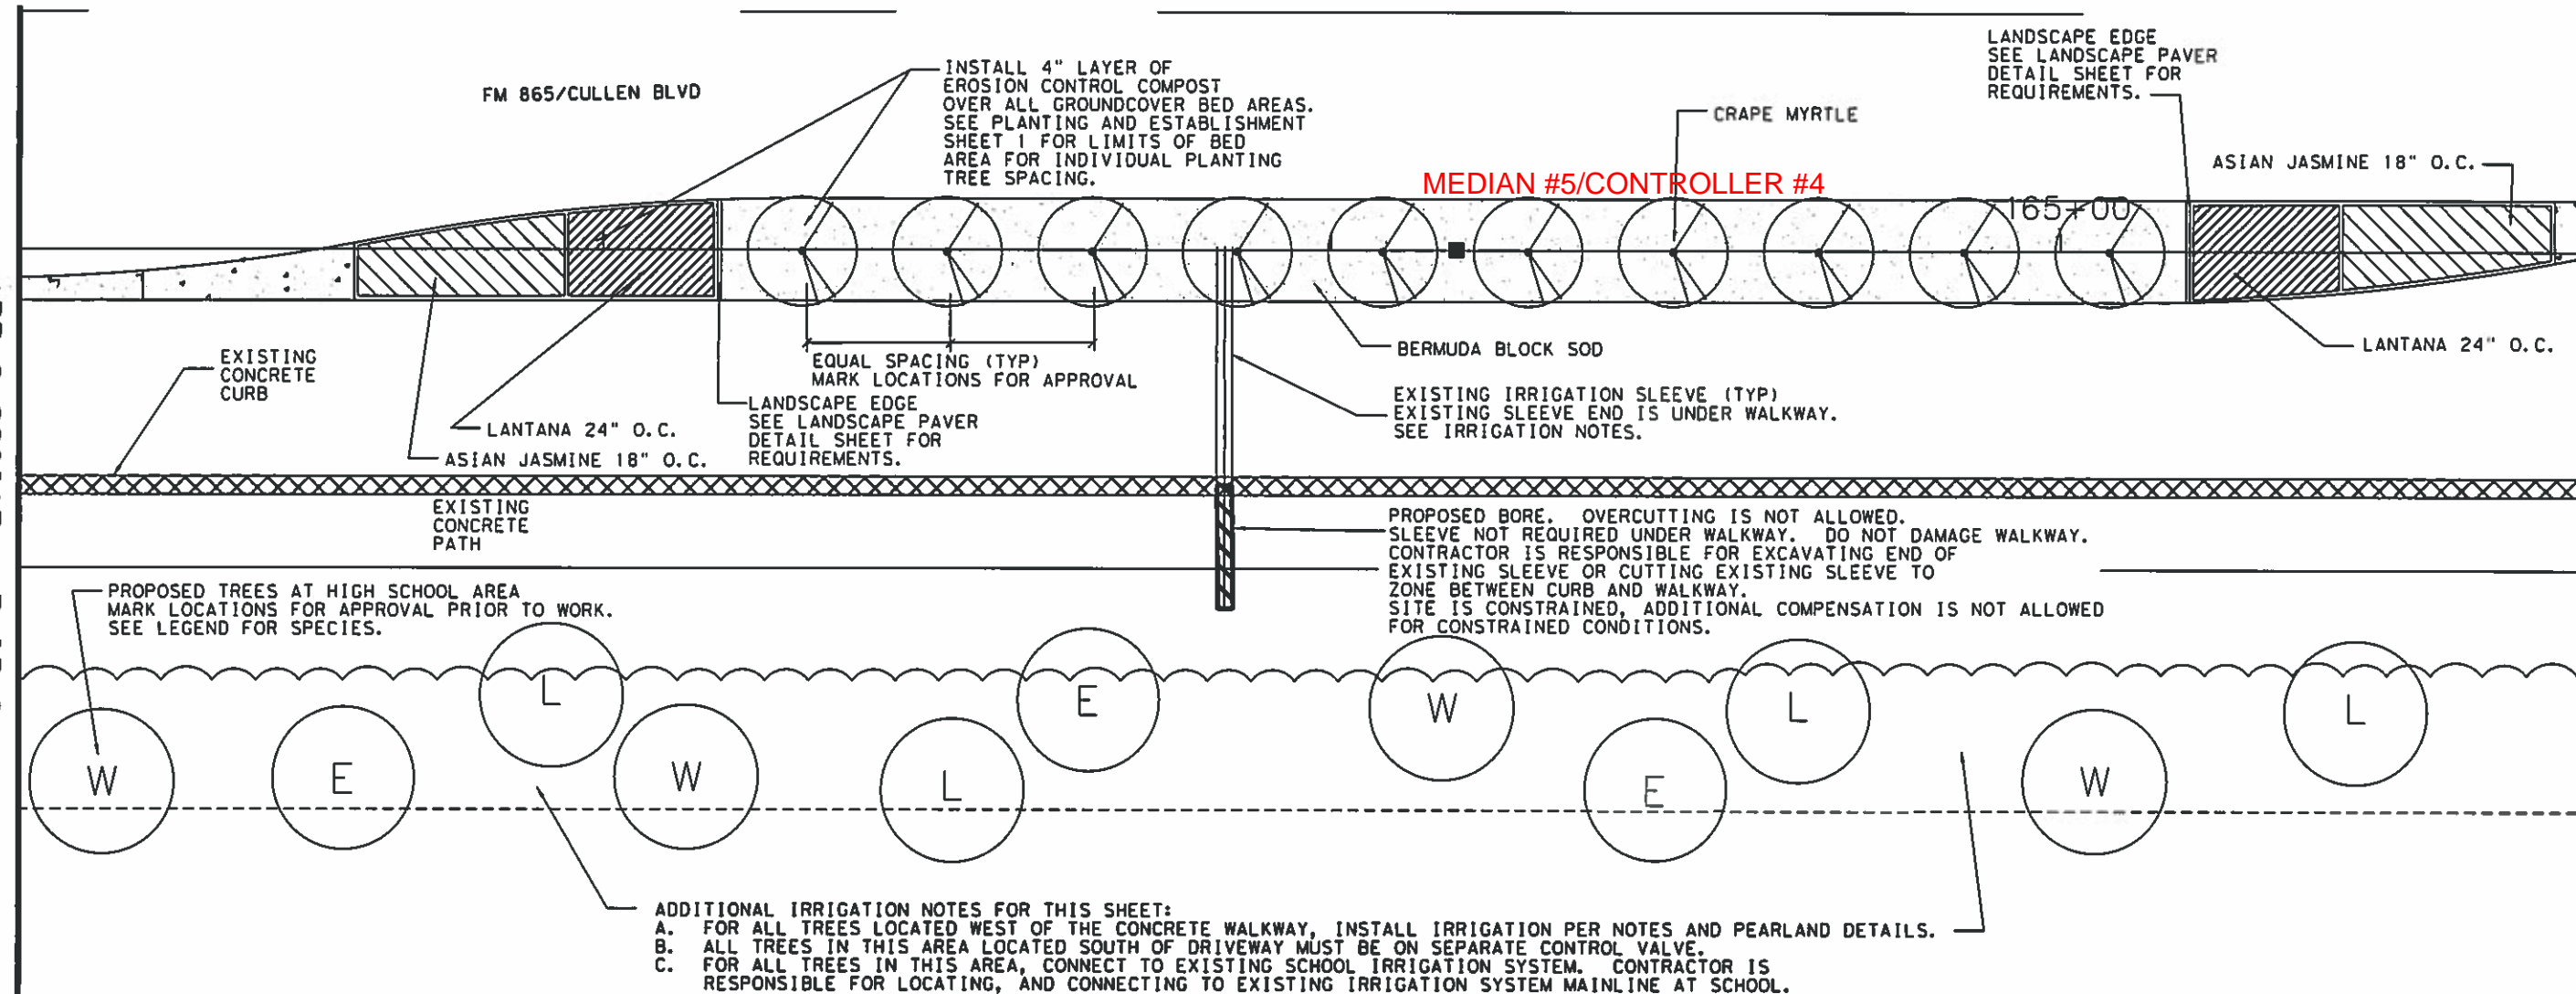 FM 865/CULLEN BLVD
INSTALL 4" LAYER OF
EROSION CONTROL COMPOST
OVER ALL GROUNDCOVER BED AREAS.
SEE PLANTING AND ESTABLISHMENT
SHEET 1 FOR LIMITS OF BED
AREA FOR INDIVIDUAL PLANTING
TREE SPACING.
CRAPE MYRTLE
LANDSCAPE EDGE
SEE LANDSCAPE PAVER
DETAIL SHEET FOR
REQUIREMENTS.
ASIAN JASMINE 18" O.C.
MEDIAN #5/CONTROLLER #4
165+00
EXISTING
CONCRETE
CURB
EQUAL SPACING (TYP)
MARK LOCATIONS FOR APPROVAL
BERMUDA BLOCK SOD
LANTANA 24" O.C.
LANTANA 24" O.C.
ASIAN JASMINE 18" O.C.
LANDSCAPE EDGE
SEE LANDSCAPE PAVER
DETAIL SHEET FOR
REQUIREMENTS.
EXISTING IRRIGATION SLEEVE (TYP)
EXISTING SLEEVE END IS UNDER WALKWAY.
SEE IRRIGATION NOTES.
EXISTING
CONCRETE
PATH
PROPOSED BORE. OVERCUTTING IS NOT ALLOWED.
SLEEVE NOT REQUIRED UNDER WALKWAY. DO NOT DAMAGE WALKWAY.
CONTRACTOR IS RESPONSIBLE FOR EXCAVATING END OF
EXISTING SLEEVE OR CUTTING EXISTING SLEEVE TO
ZONE BETWEEN CURB AND WALKWAY.
SITE IS CONSTRAINED, ADDITIONAL COMPENSATION IS NOT ALLOWED
FOR CONSTRAINED CONDITIONS.
PROPOSED TREES AT HIGH SCHOOL AREA
MARK LOCATIONS FOR APPROVAL PRIOR TO WORK.
SEE LEGEND FOR SPECIES.
L
E
W
L
L
W
E
W
L
E
W
ADDITIONAL IRRIGATION NOTES FOR THIS SHEET:
A. FOR ALL TREES LOCATED WEST OF THE CONCRETE WALKWAY, INSTALL IRRIGATION PER NOTES AND PEARLAND DETAILS.
B. ALL TREES IN THIS AREA LOCATED SOUTH OF DRIVEWAY MUST BE ON SEPARATE CONTROL VALVE.
C. FOR ALL TREES IN THIS AREA, CONNECT TO EXISTING SCHOOL IRRIGATION SYSTEM. CONTRACTOR IS
RESPONSIBLE FOR LOCATING, AND CONNECTING TO EXISTING IRRIGATION SYSTEM MAINLINE AT SCHOOL.